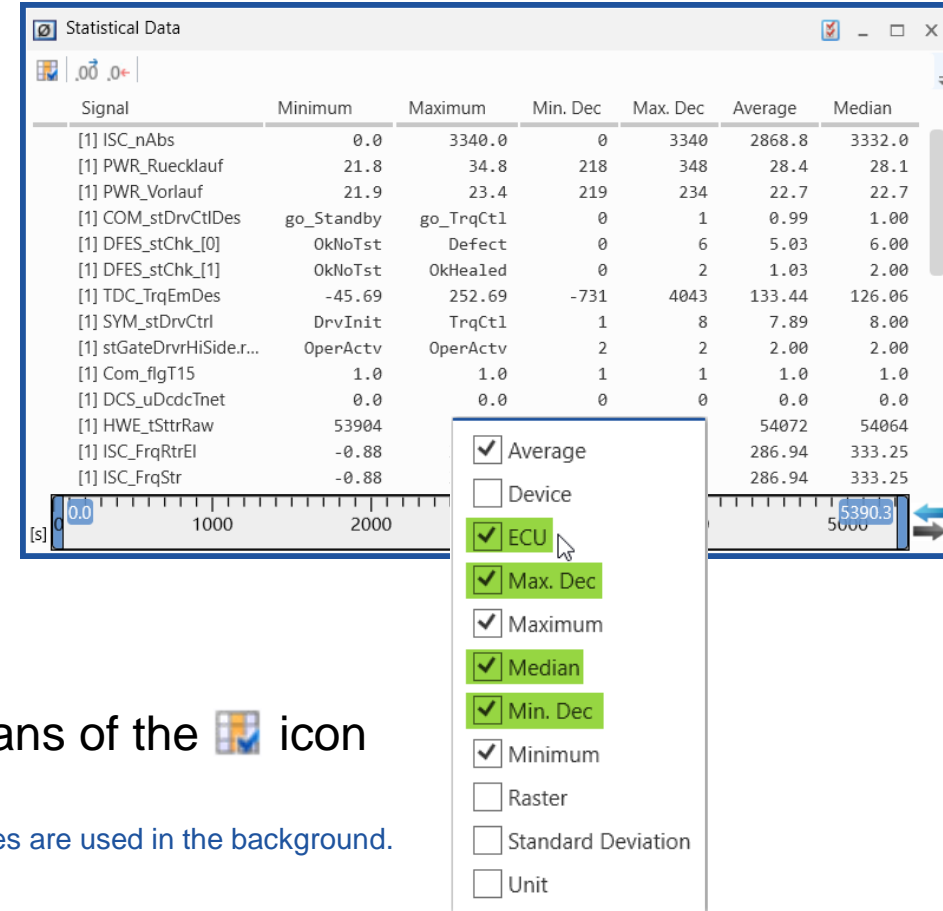 Statistical Data
.00 .0
Signal Minimum Maximum Min. Dec Max. Dec Average Median
[1] ISC_nAbs 0.0 3340.0 0 3340 2868.8 3332.0
[1] PWR_Ruecklauf 21.8 34.8 218 348 28.4 28.1
[1] PWR_Vorlauf 21.9 23.4 219 234 22.7 22.7
[1] COM_stDrvCtlDes go_Standby go_TrqCtl 0 1 0.99 1.00
[1] DFES_stChk_[0] OkNoTst Defect 0 6 5.03 6.00
[1] DFES_stChk_[1] OkNoTst OkHealed 0 2 1.03 2.00
[1] TDC_TrqEmDes -45.69 252.69 -731 4043 133.44 126.06
[1] SYM_stDrvCtrl DrvInit TrqCtl 1 8 7.89 8.00
[1] stGateDrvrHiSide.r... OperActv OperActv 2 2 2.00 2.00
[1] Com_flgT15 1.0 1.0 1 1 1.0 1.0
[1] DCS_uDcdcTnet 0.0 0.0 0 0 0.0 0.0
[1] HWE_tSttrRaw 53904 54072 54064
[1] ISC_FrqRtrEl -0.88 286.94 333.25
[1] ISC_FrqStr -0.88 286.94 333.25
[s] 0 0.0 1000 2000 5000 5390.3
Average
Device
ECU
Max. Dec
Maximum
Median
Min. Dec
Minimum
Raster
Standard Deviation
Unit
ans of the icon
es are used in the background.